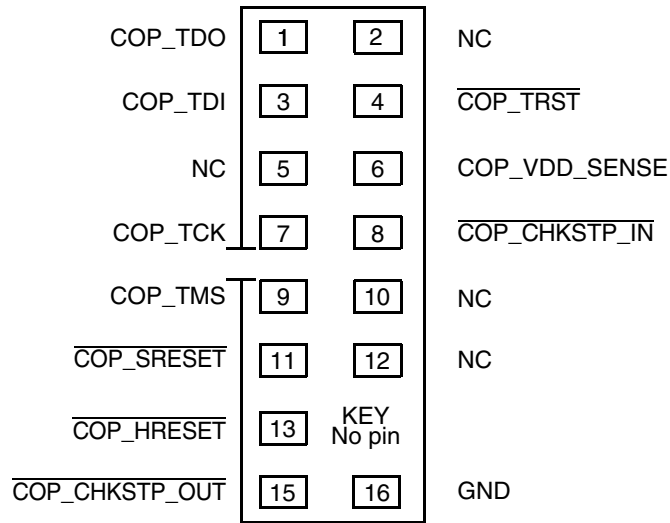 COP_TDO 1 2 NC
COP_TDI 3 4 COP_TRST
NC 5 6 COP_VDD_SENSE
COP_TCK 7 8 COP_CHKSTP_IN
COP_TMS 9 10 NC
COP_SRESET 11 12 NC
COP_HRESET 13 KEY
No pin
COP_CHKSTP_OUT 15 16 GND